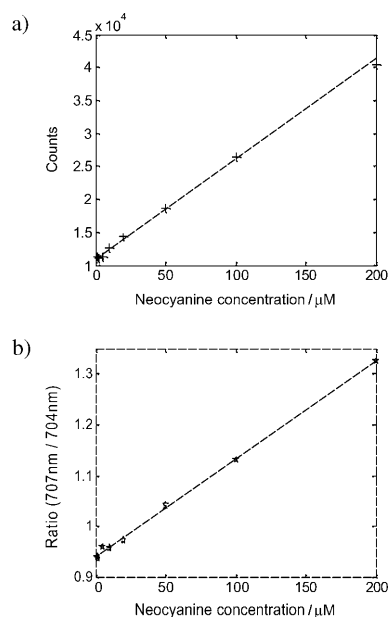 a)
×10⁴
4.5
4
3.5
3
2.5
2
1.5
1
Counts
0 50 100 150 200
Neocyanine concentration / μM
b)
1.3
1.2
1.1
1
0.9
Ratio (707nm / 704nm)
0 50 100 150 200
Neocyanine concentration / μM